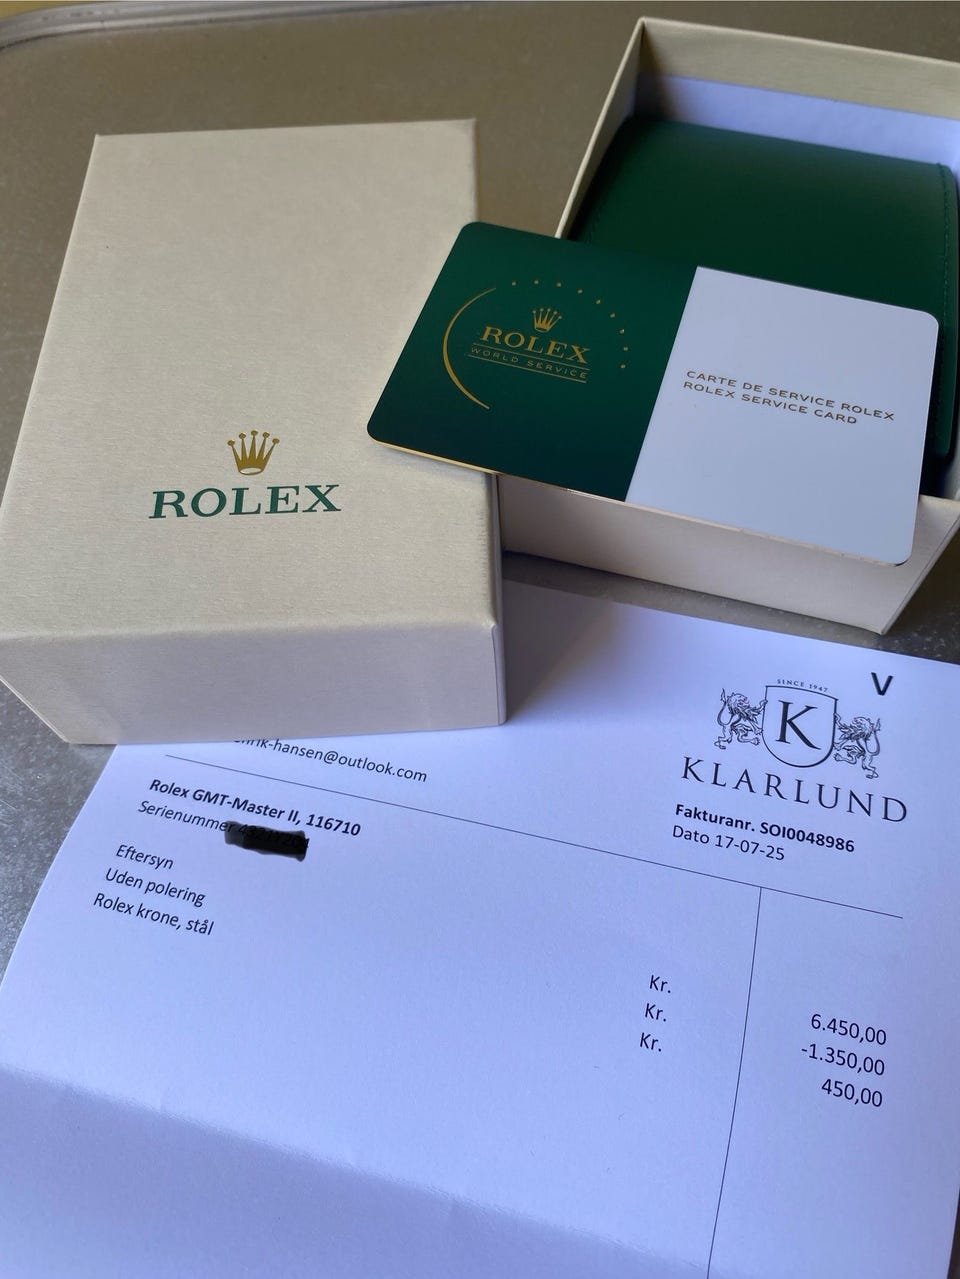 ROLEX
ROLEX
WORLD SERVICE
CARTE DE SERVICE ROLEX
ROLEX SERVICE CARD
V
SINCE 1947
K
KLARLUND
Fakturanr. SOI0048986
Dato 17-07-25
nrik-hansen@outlook.com
Rolex GMT-Master II, 116710
Serienummer
Eftersyn
Uden polering
Rolex krone, stål
Kr. 6.450,00
Kr. -1.350,00
Kr. 450,00